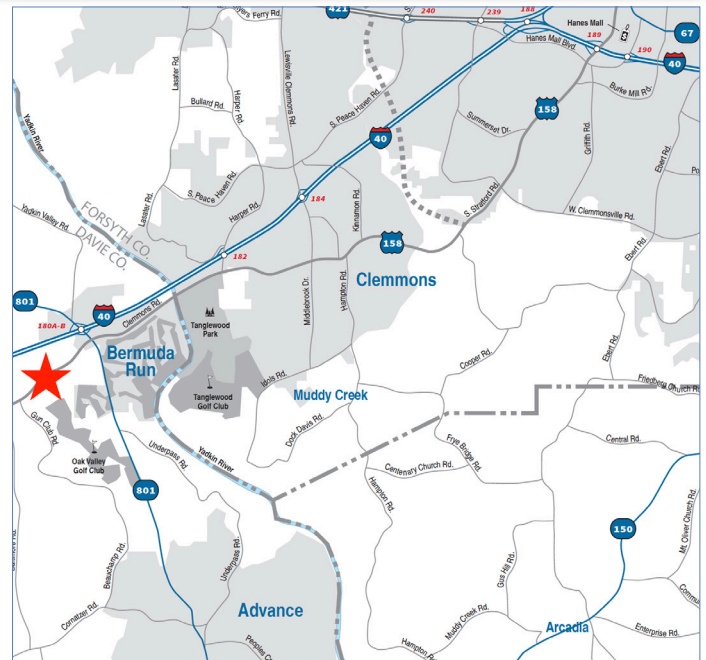 421
yers Ferry Rd.
240
239
188
Hanes Mall
67
Hanes Mall Blvd
189
190
40
Lasater Rd.
Lewisville Clemmons Rd.
Bullard Rd.
Harper Rd.
S. Peace Haven Rd.
158
Burke Mill Rd.
Summerset Dr.
Griffith Rd.
Ebert Rd.
Po
40
Yadkin River
S. Peace
Haven Rd.
184
Kinnamon Rd.
S. Stratford Rd.
Lasater Rd.
Harper Rd.
W. Clemmonsville Rd.
Yadkin Valley Rd.
FORSYTH CO.
DAVIE CO.
182
158
Ebert Rd.
Clemmons
Middlebrook Dr.
Hampton Rd.
801
40
Clemmons Rd.
180A-B
Tanglewood
Park
Bermuda
Run
Cooper Rd.
Ebert Rd.
Idols Rd.
Friedberg Church Rd.
Muddy Creek
Tanglewood
Golf Club
Gun Club Rd.
Dock Davis Rd.
Underpass Rd.
Yadkin River
Frye Bridge Rd.
Central Rd.
Oak Valley
Golf Club
Centenary Church Rd.
801
Hampton Rd.
150
Mt. Oliver Church Rd.
Beauchamp Rd.
Underpass Rd.
Gus Hill Rd.
Commu
Cornatzer Rd.
Advance
Muddy Creek Rd.
Arcadia
Enterprise Rd.
Peoples C
Hampton R